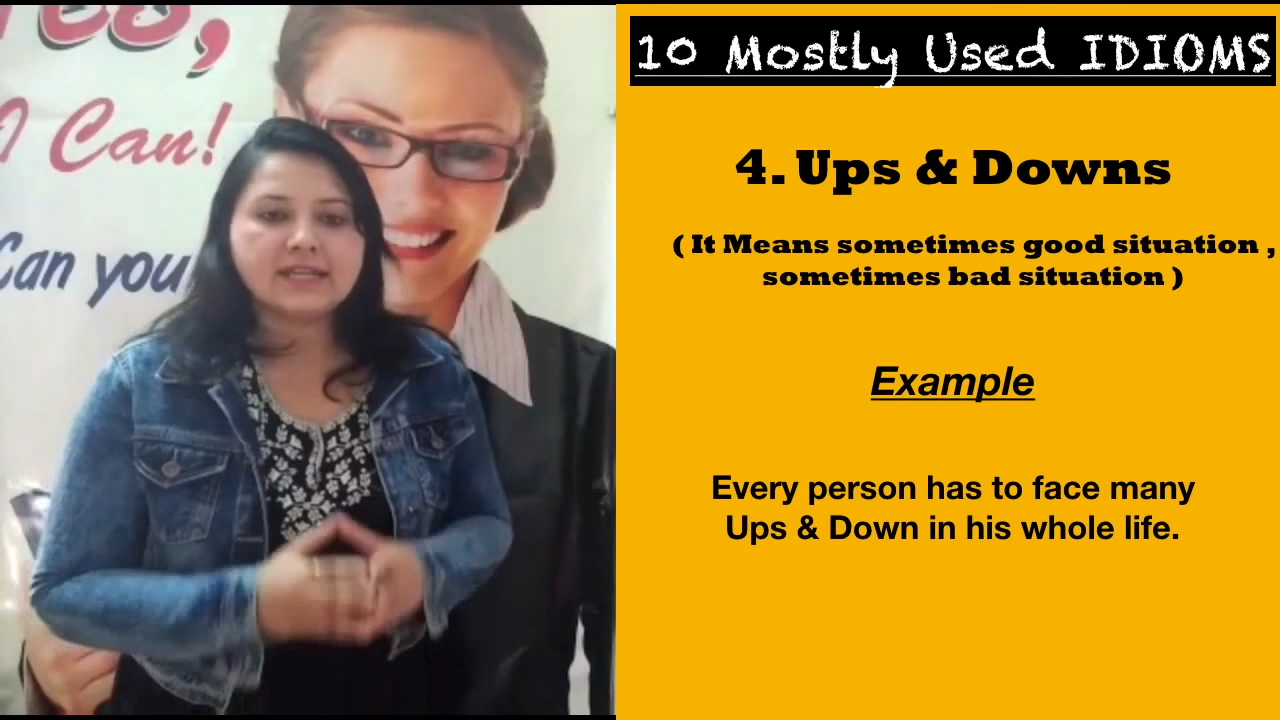 Yes,
I Can!
Can you
10 Mostly Used IDIOMS
4. Ups & Downs
( It Means sometimes good situation ,
sometimes bad situation )
Example
Every person has to face many
Ups & Down in his whole life.